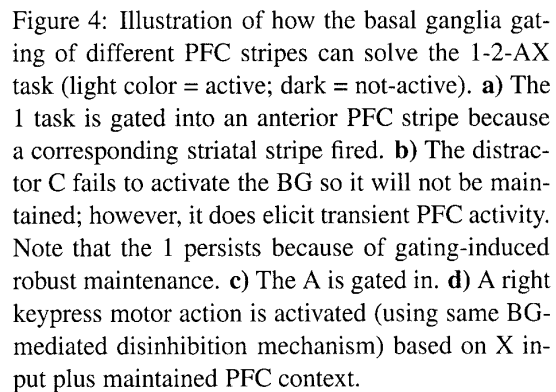 Figure 4: Illustration of how the basal ganglia gat-
ing of different PFC stripes can solve the 1-2-AX
task (light color = active; dark = not-active). a) The
1 task is gated into an anterior PFC stripe because
a corresponding striatal stripe fired. b) The distrac-
tor C fails to activate the BG so it will not be main-
tained; however, it does elicit transient PFC activity.
Note that the 1 persists because of gating-induced
robust maintenance. c) The A is gated in. d) A right
keypress motor action is activated (using same BG-
mediated disinhibition mechanism) based on X in-
put plus maintained PFC context.